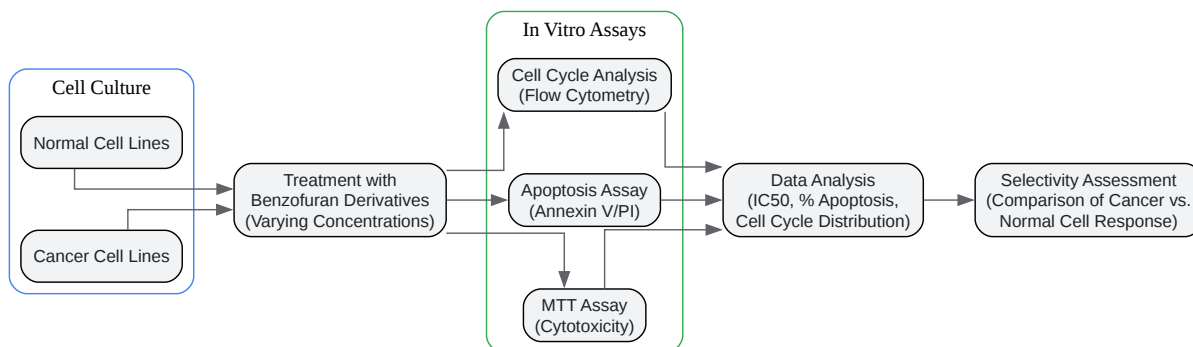 Cell Culture
Normal Cell Lines
Cancer Cell Lines
Treatment with
Benzofuran Derivatives
(Varying Concentrations)
In Vitro Assays
Cell Cycle Analysis
(Flow Cytometry)
Apoptosis Assay
(Annexin V/PI)
MTT Assay
(Cytotoxicity)
Data Analysis
(IC50, % Apoptosis,
Cell Cycle Distribution)
Selectivity Assessment
(Comparison of Cancer vs.
Normal Cell Response)